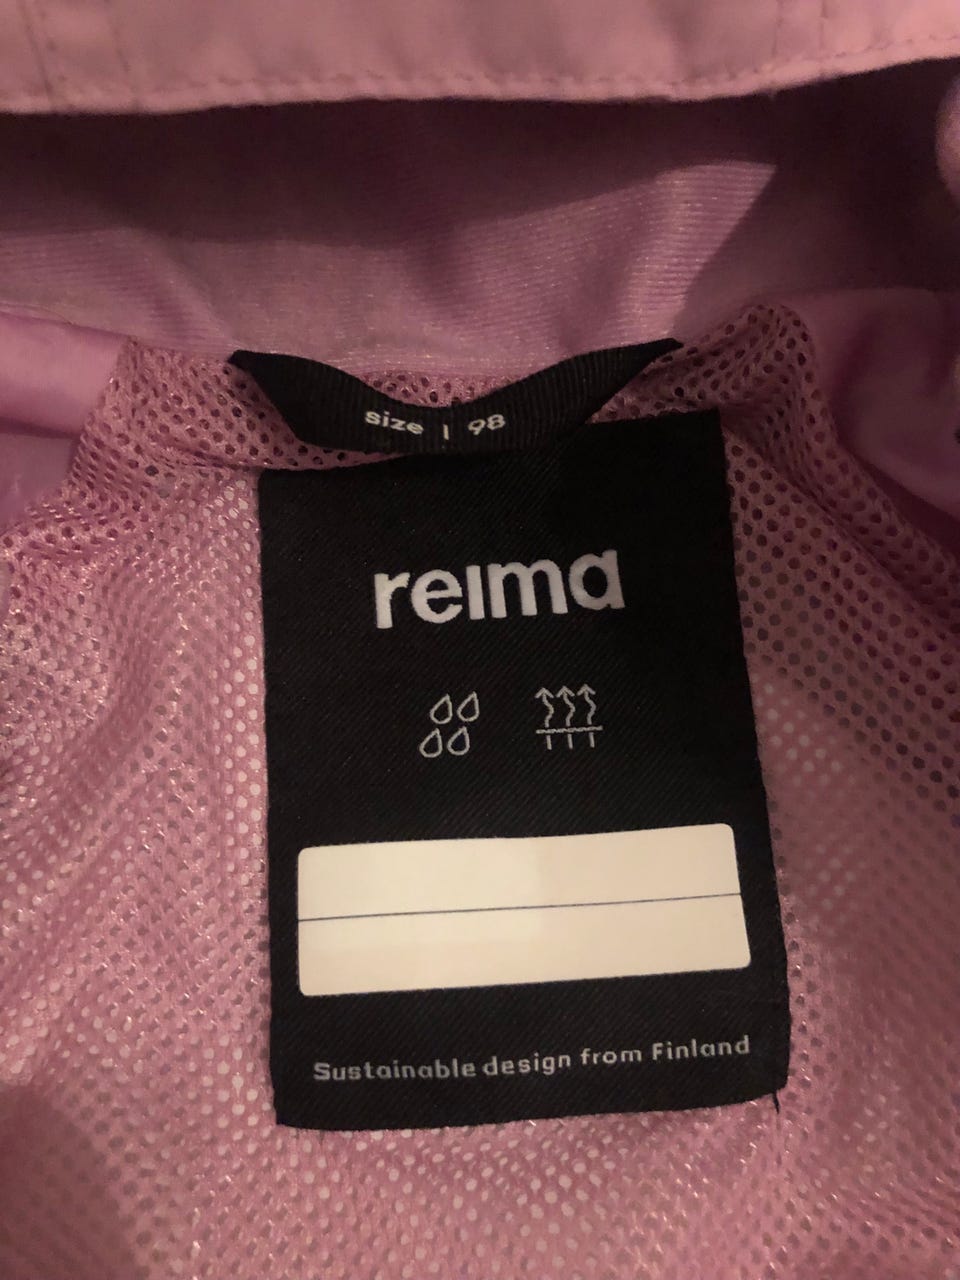 size | 98
reima
Sustainable design from Finland